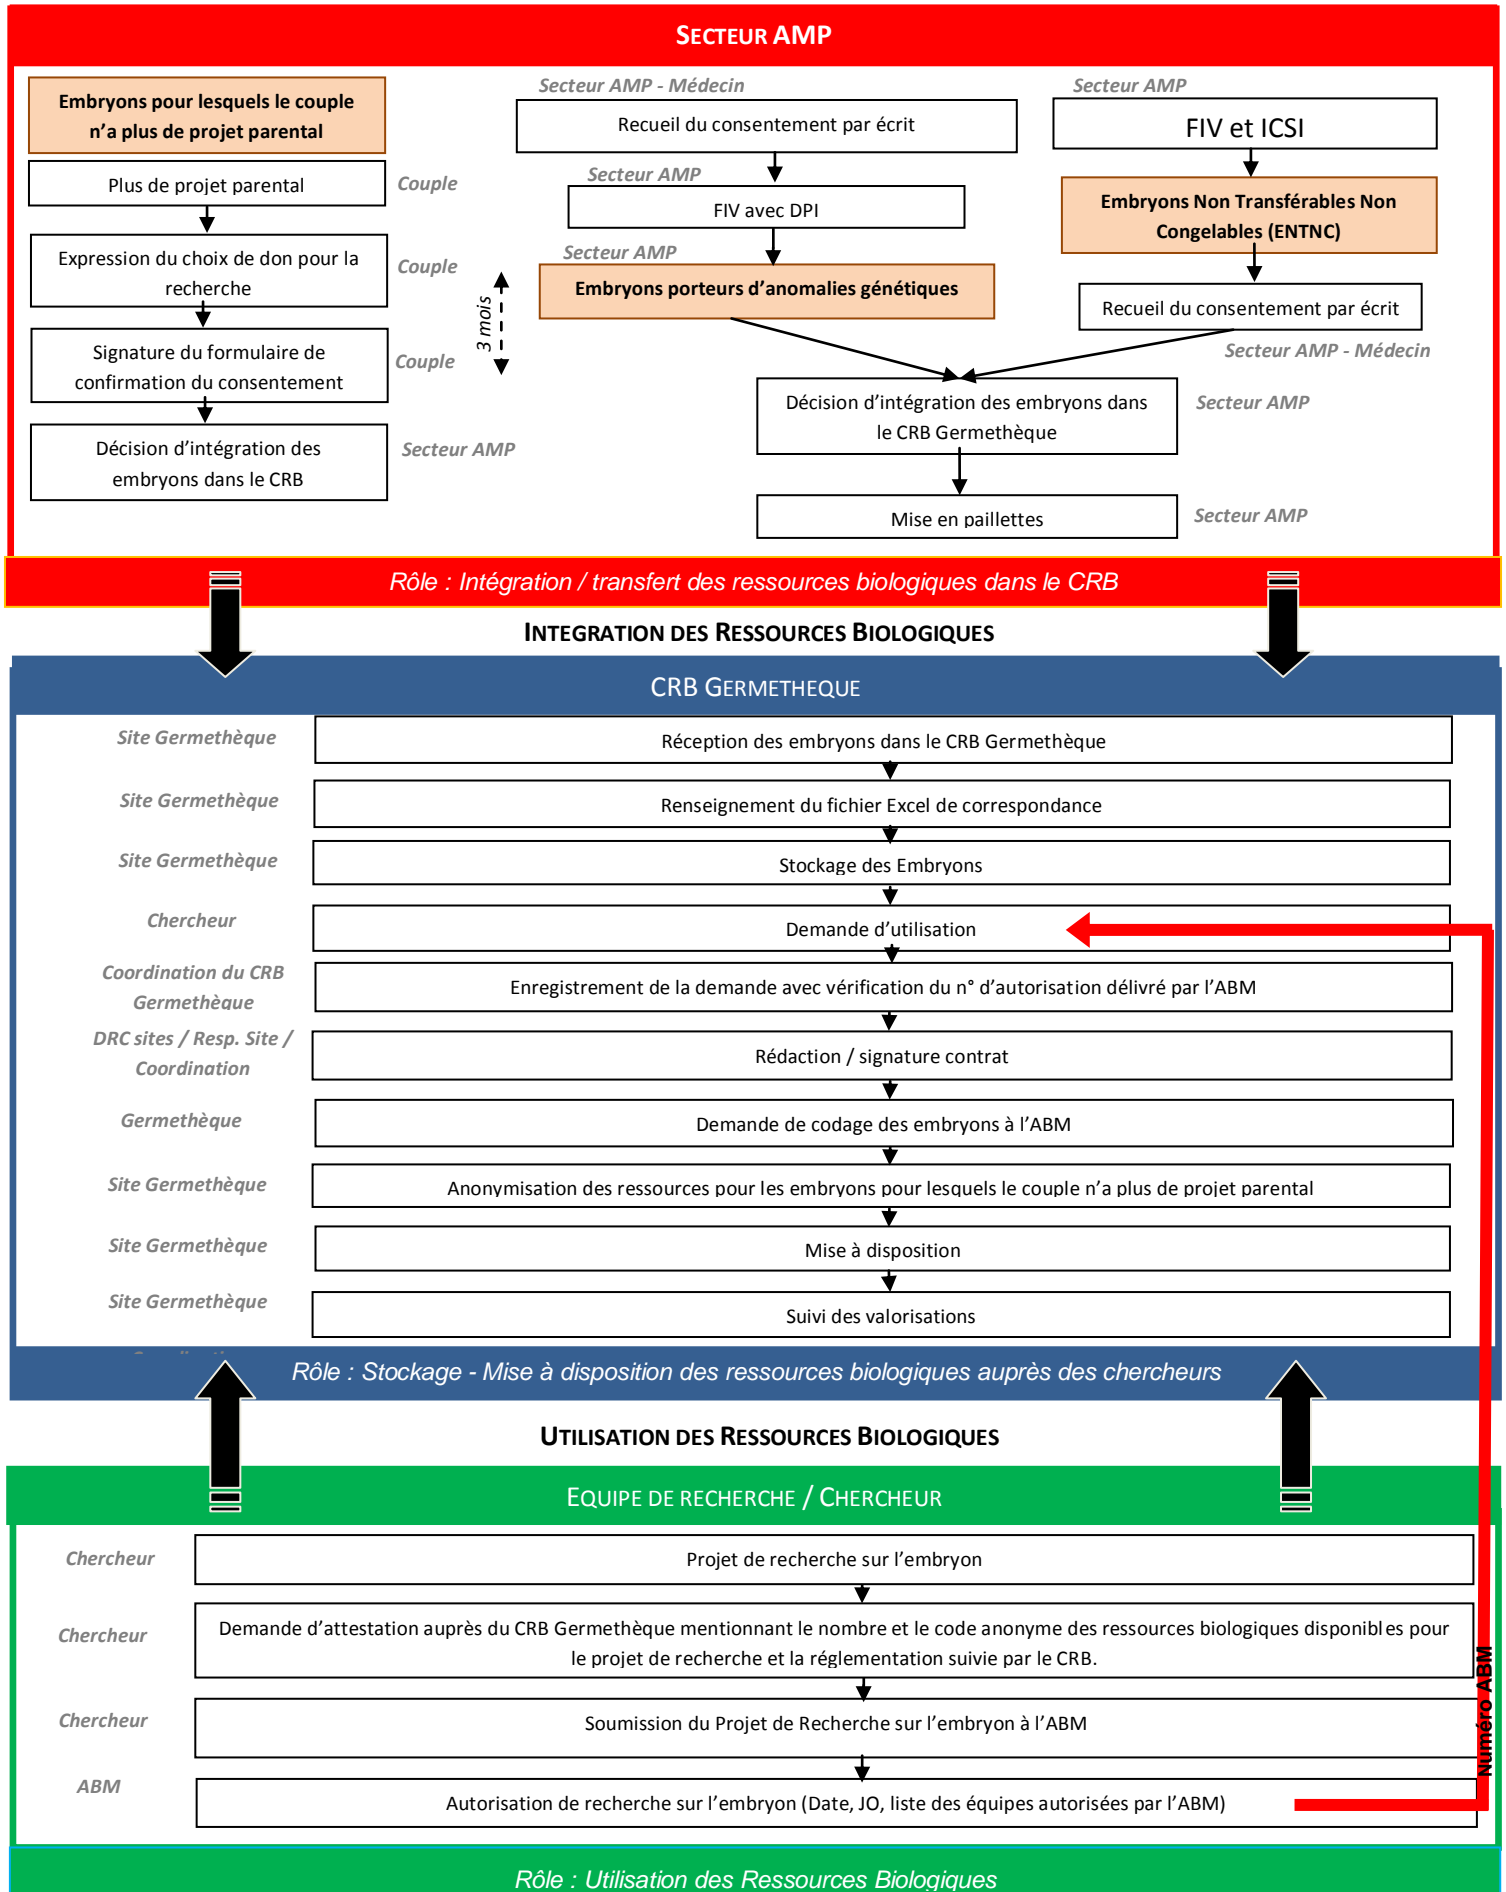 SECTEUR AMP
Embryons pour lesquels le couple
n'a plus de projet parental
Plus de projet parental
Couple
Expression du choix de don pour la
recherche
Couple
3 mois
Signature du formulaire de
confirmation du consentement
Couple
Décision d'intégration des
embryons dans le CRB
Secteur AMP
Secteur AMP - Médecin
Recueil du consentement par écrit
Secteur AMP
FIV avec DPI
Secteur AMP
Embryons porteurs d'anomalies génétiques
Secteur AMP
FIV et ICSI
Embryons Non Transférables Non
Congelables (ENTNC)
Recueil du consentement par écrit
Secteur AMP - Médecin
Décision d'intégration des embryons dans
le CRB Germethèque
Secteur AMP
Mise en paillettes
Secteur AMP
Rôle : Intégration / transfert des ressources biologiques dans le CRB
INTEGRATION DES RESSOURCES BIOLOGIQUES
CRB GERMETHEQUE
Site Germethèque
Réception des embryons dans le CRB Germethèque
Site Germethèque
Renseignement du fichier Excel de correspondance
Site Germethèque
Stockage des Embryons
Chercheur
Demande d'utilisation
Coordination du CRB
Germethèque
Enregistrement de la demande avec vérification du n° d'autorisation délivré par l'ABM
DRC sites / Resp. Site /
Coordination
Rédaction / signature contrat
Germethèque
Demande de codage des embryons à l'ABM
Site Germethèque
Anonymisation des ressources pour les embryons pour lesquels le couple n'a plus de projet parental
Site Germethèque
Mise à disposition
Site Germethèque
Suivi des valorisations
Rôle : Stockage - Mise à disposition des ressources biologiques auprès des chercheurs
UTILISATION DES RESSOURCES BIOLOGIQUES
EQUIPE DE RECHERCHE / CHERCHEUR
Chercheur
Projet de recherche sur l'embryon
Chercheur
Demande d'attestation auprès du CRB Germethèque mentionnant le nombre et le code anonyme des ressources biologiques disponibles pour
le projet de recherche et la réglementation suivie par le CRB.
Chercheur
Soumission du Projet de Recherche sur l'embryon à l'ABM
Numéro ABM
ABM
Autorisation de recherche sur l'embryon (Date, JO, liste des équipes autorisées par l'ABM)
Rôle : Utilisation des Ressources Biologiques